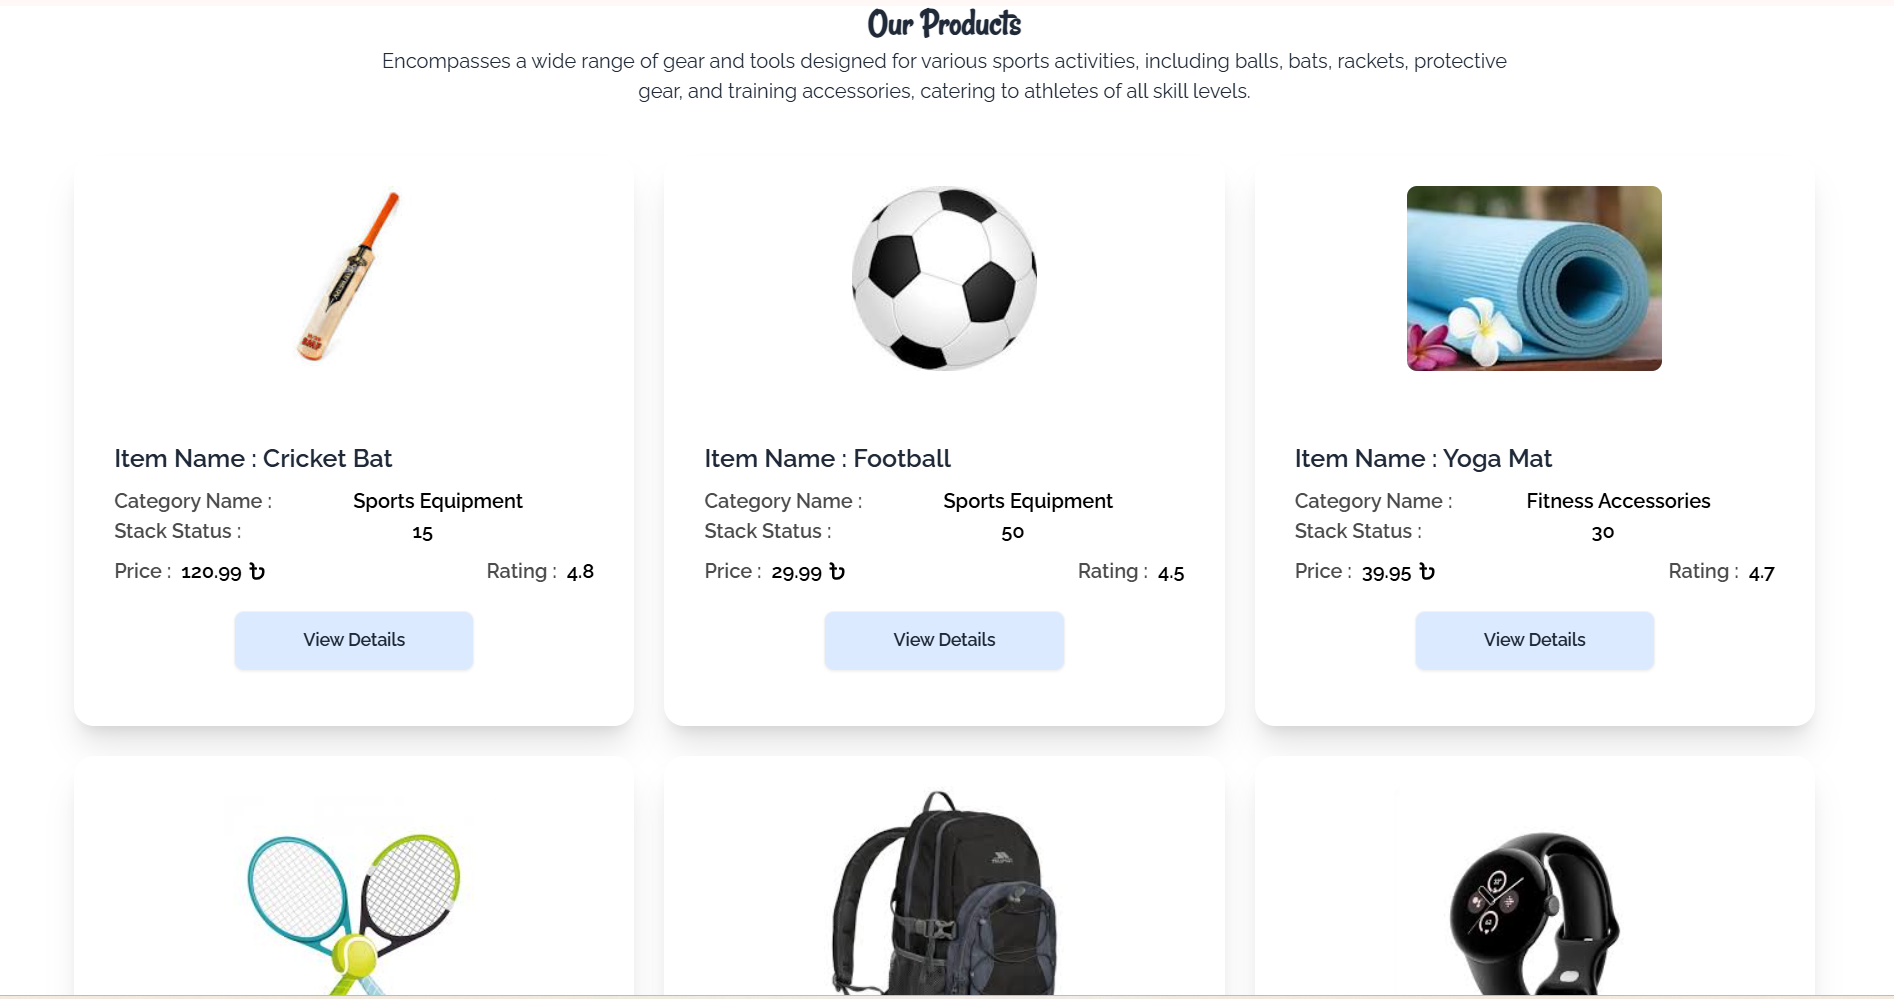 Our Products
Encompasses a wide range of gear and tools designed for various sports activities, including balls, bats, rackets, protective
gear, and training accessories, catering to athletes of all skill levels.
Item Name : Cricket Bat
Category Name : Sports Equipment
Stack Status : 15
Price : 120.99 ৳ Rating : 4.8
View Details
Item Name : Football
Category Name : Sports Equipment
Stack Status : 50
Price : 29.99 ৳ Rating : 4.5
View Details
Item Name : Yoga Mat
Category Name : Fitness Accessories
Stack Status : 30
Price : 39.95 ৳ Rating : 4.7
View Details